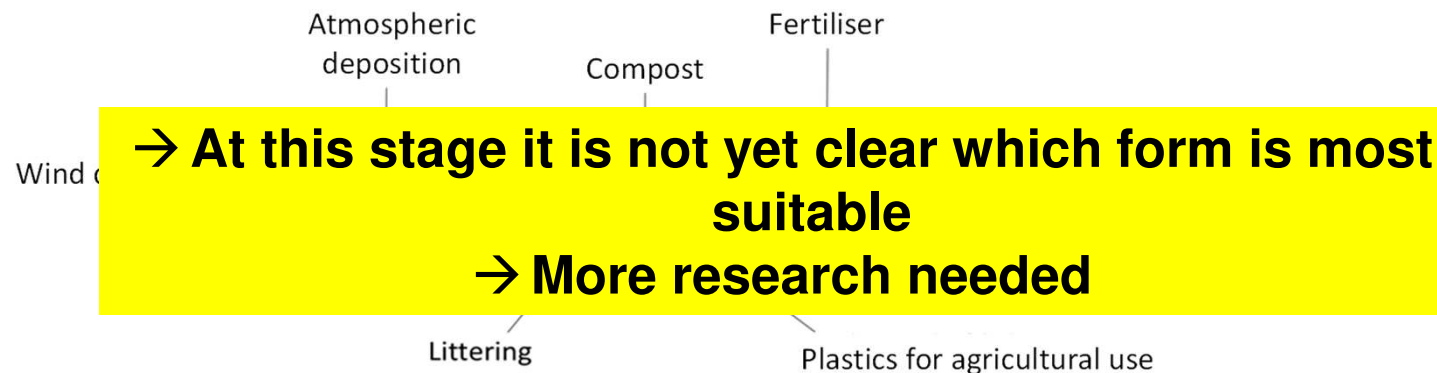 Atmospheric
deposition
Fertiliser
Compost
Wind
→ At this stage it is not yet clear which form is most
suitable
→ More research needed
Littering
Plastics for agricultural use